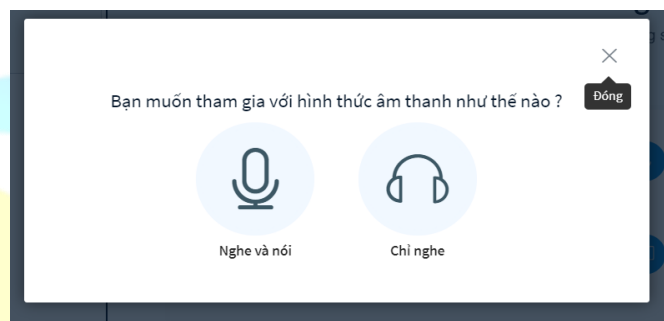 Đóng
Bạn muốn tham gia với hình thức âm thanh như thế nào ?
Nghe và nói
Chỉ nghe